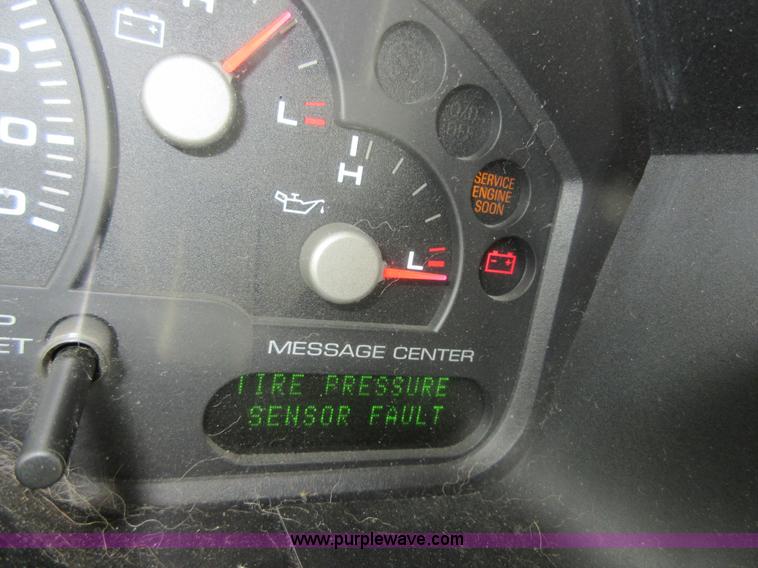 H
L
H
L
SERVICE
ENGINE
SOON
MESSAGE CENTER
TIRE PRESSURE
SENSOR FAULT
www.purplewave.com